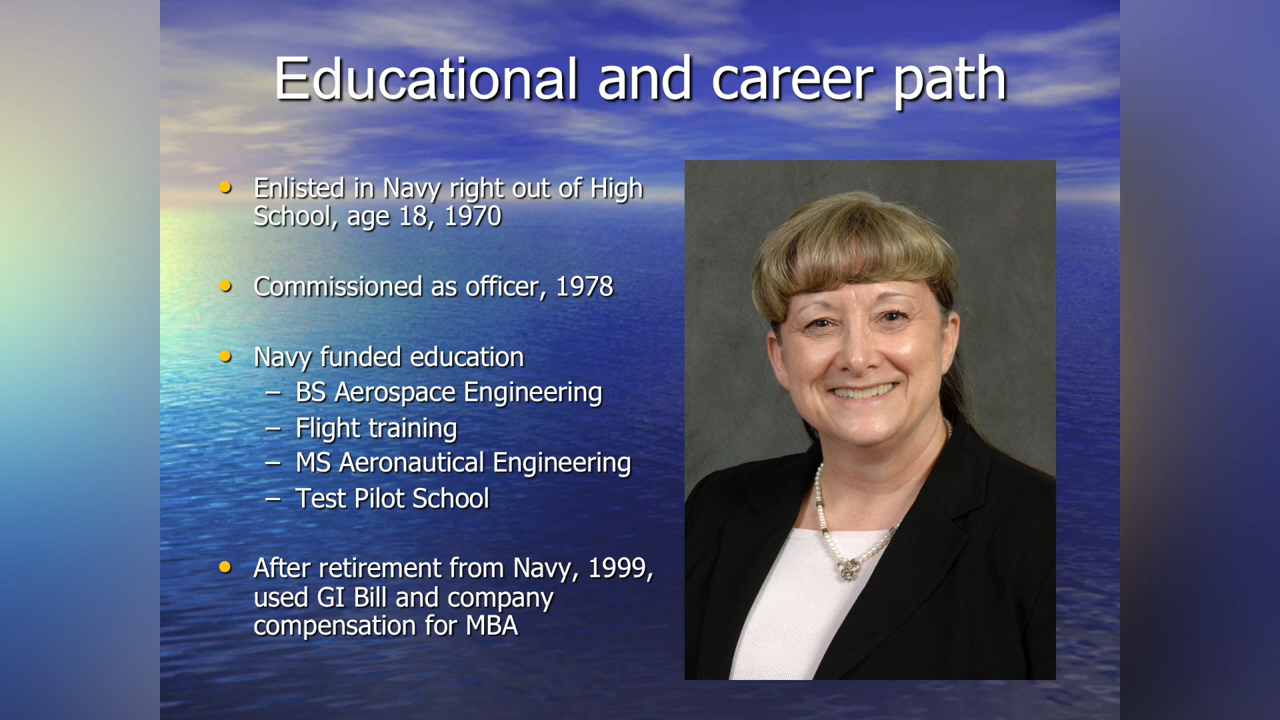 Educational and career path
• Enlisted in Navy right out of High
School, age 18, 1970
• Commissioned as officer, 1978
• Navy funded education
– BS Aerospace Engineering
– Flight training
– MS Aeronautical Engineering
– Test Pilot School
• After retirement from Navy, 1999,
used GI Bill and company
compensation for MBA